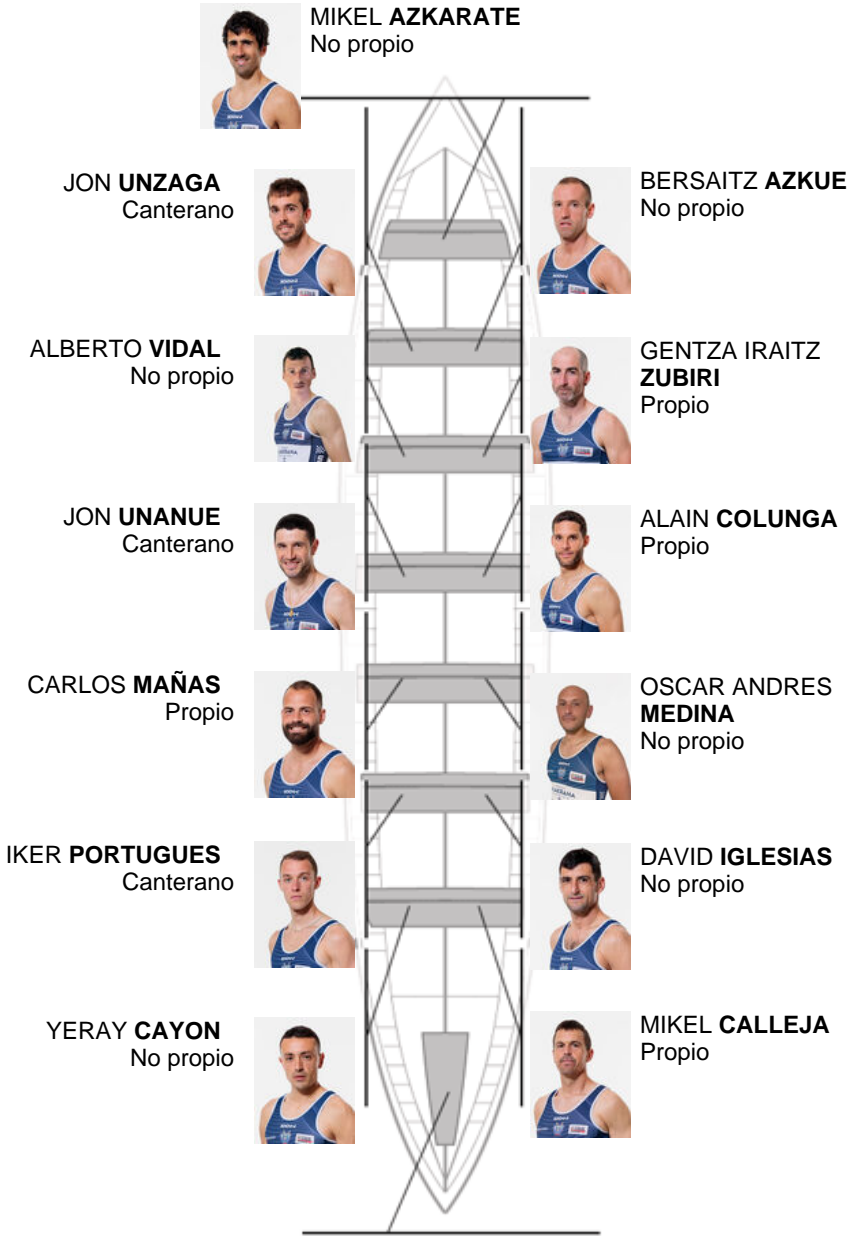 MIKEL AZKARATE
No propio
JON UNZAGA
Canterano
BERSAITZ AZKUE
No propio
ALBERTO VIDAL
No propio
GENTZA IRAITZ
ZUBIRI
Propio
JON UNANUE
Canterano
ALAIN COLUNGA
Propio
CARLOS MAÑAS
Propio
OSCAR ANDRES
MEDINA
No propio
IKER PORTUGUES
Canterano
DAVID IGLESIAS
No propio
YERAY CAYON
No propio
MIKEL CALLEJA
Propio